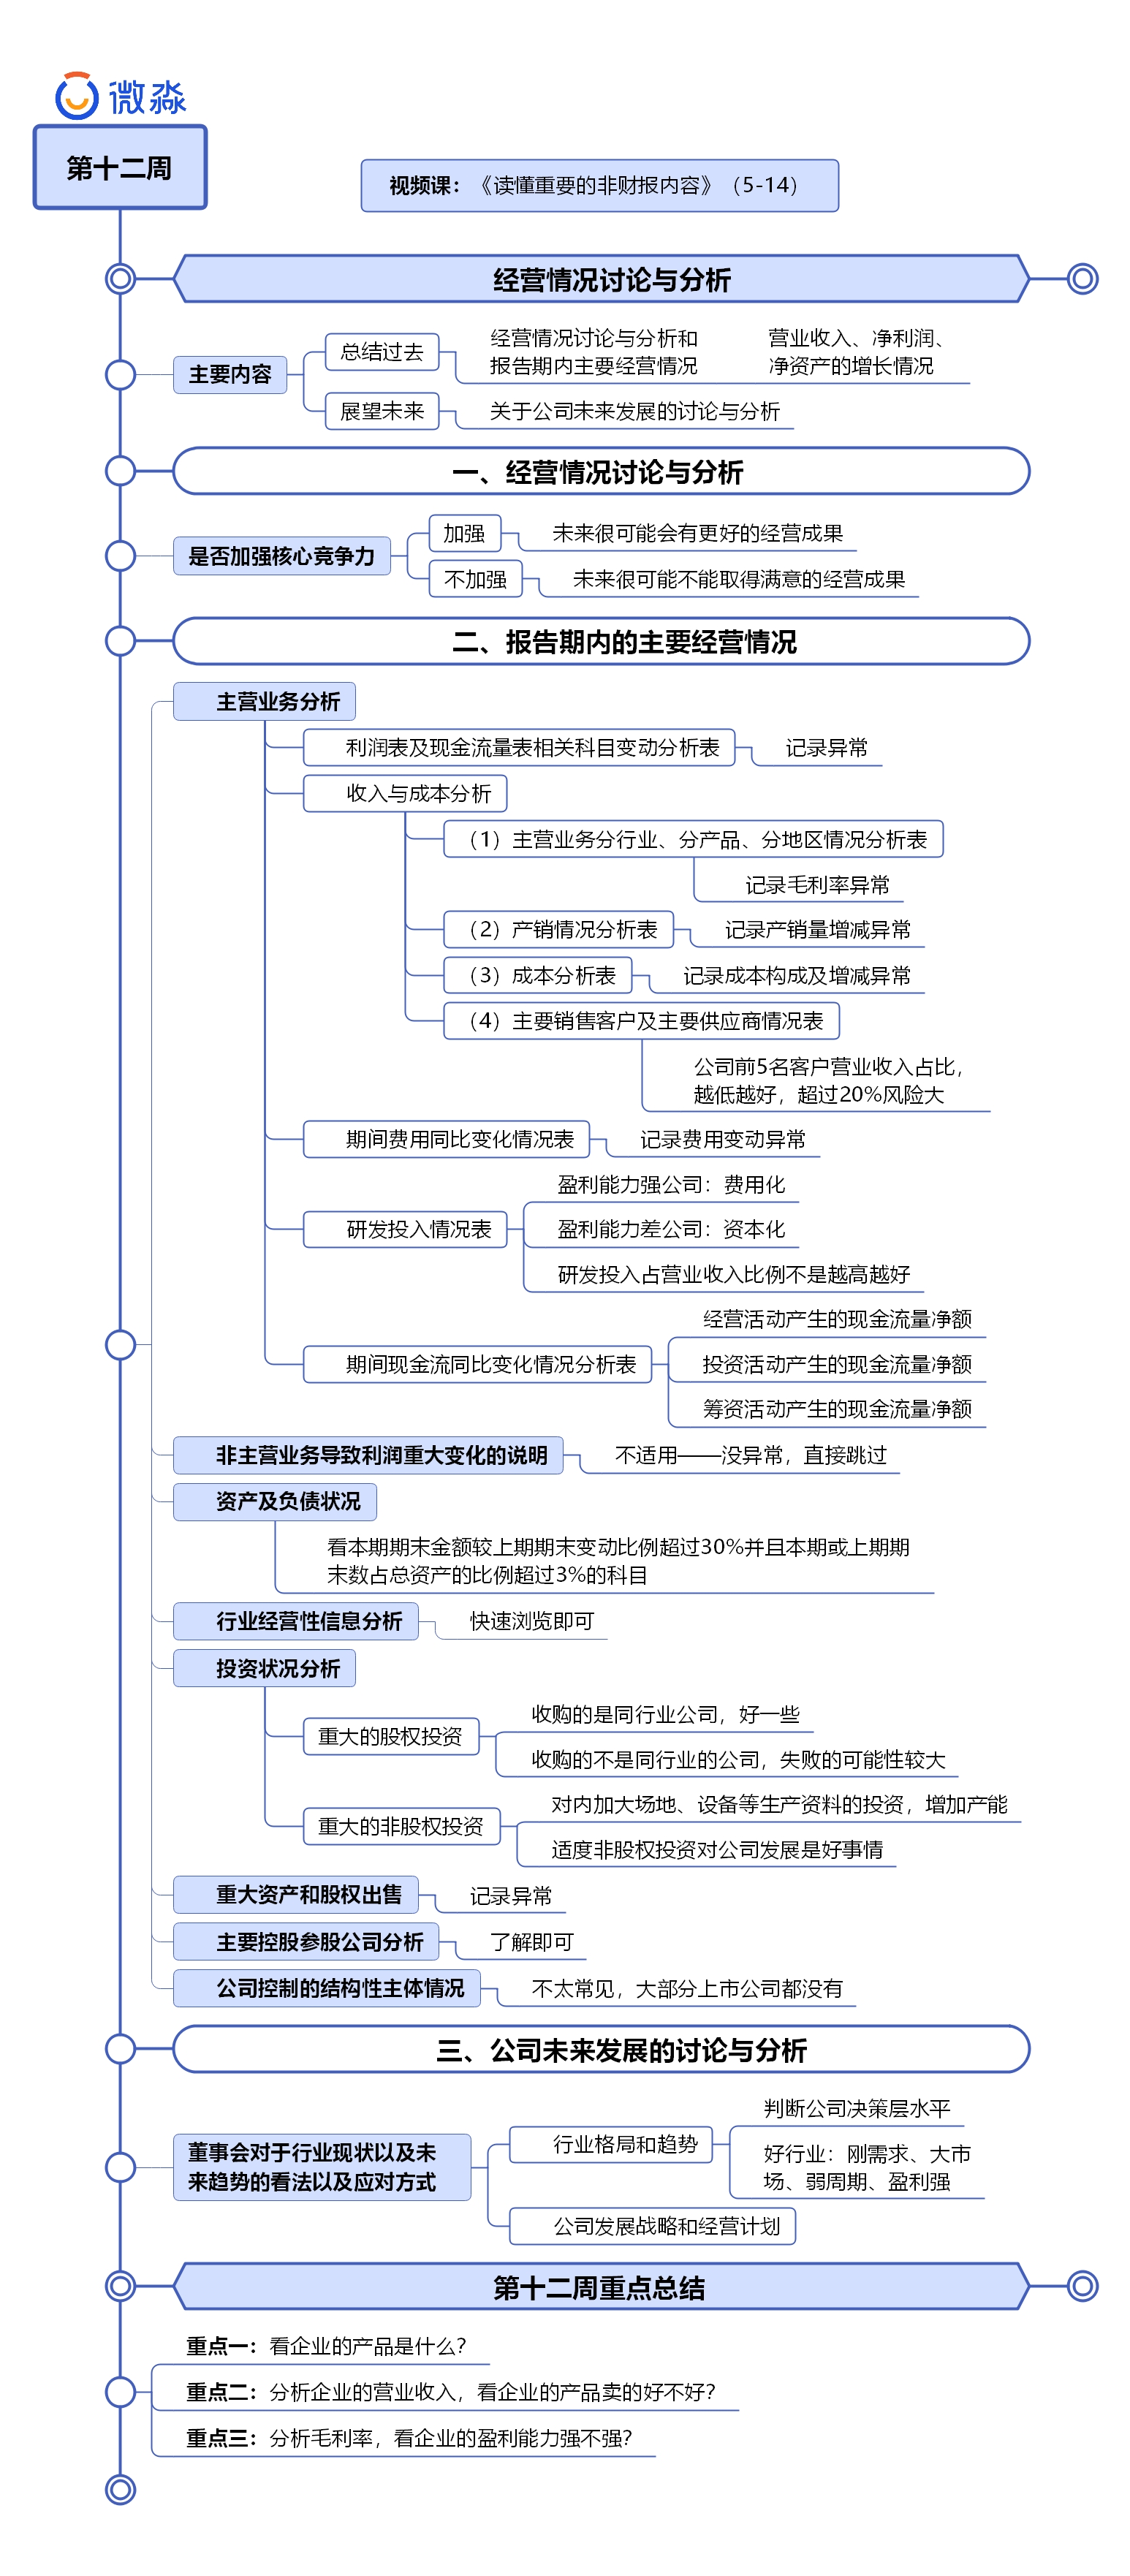 微淼
第十二周
视频课：《读懂重要的非财报内容》（5-14）
经营情况讨论与分析
主要内容
总结过去
经营情况讨论与分析和
报告期内主要经营情况
营业收入、净利润、
净资产的增长情况
展望未来
关于公司未来发展的讨论与分析
一、经营情况讨论与分析
是否加强核心竞争力
加强
未来很可能会有更好的经营成果
不加强
未来很可能不能取得满意的经营成果
二、报告期内的主要经营情况
主营业务分析
利润表及现金流量表相关科目变动分析表
记录异常
收入与成本分析
（1）主营业务分行业、分产品、分地区情况分析表
记录毛利率异常
（2）产销情况分析表
记录产销量增减异常
（3）成本分析表
记录成本构成及增减异常
（4）主要销售客户及主要供应商情况表
公司前5名客户营业收入占比，
越低越好，超过20%风险大
期间费用同比变化情况表
记录费用变动异常
研发投入情况表
盈利能力强公司：费用化
盈利能力差公司：资本化
研发投入占营业收入比例不是越高越好
期间现金流同比变化情况分析表
经营活动产生的现金流量净额
投资活动产生的现金流量净额
筹资活动产生的现金流量净额
非主营业务导致利润重大变化的说明
不适用——没异常，直接跳过
资产及负债状况
看本期期末金额较上期期末变动比例超过30%并且本期或上期期
末数占总资产的比例超过3%的科目
行业经营性信息分析
快速浏览即可
投资状况分析
重大的股权投资
收购的是同行业公司，好一些
收购的不是同行业的公司，失败的可能性较大
重大的非股权投资
对内加大场地、设备等生产资料的投资，增加产能
适度非股权投资对公司发展是好事情
重大资产和股权出售
记录异常
主要控股参股公司分析
了解即可
公司控制的结构性主体情况
不太常见，大部分上市公司都没有
三、公司未来发展的讨论与分析
董事会对于行业现状以及未
来趋势的看法以及应对方式
行业格局和趋势
判断公司决策层水平
好行业：刚需求、大市
场、弱周期、盈利强
公司发展战略和经营计划
第十二周重点总结
重点一：看企业的产品是什么？
重点二：分析企业的营业收入，看企业的产品卖的好不好？
重点三：分析毛利率，看企业的盈利能力强不强？